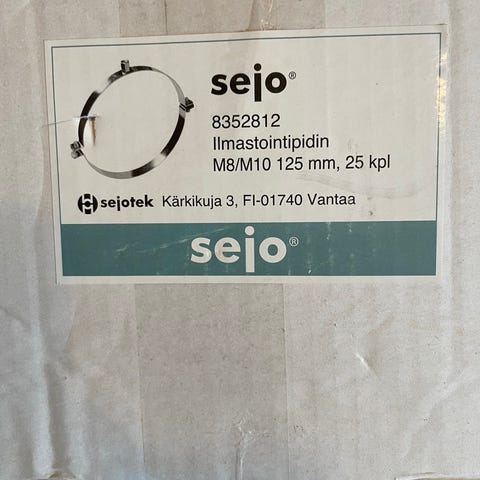 sejo®
8352812
Ilmastointipidin
M8/M10 125 mm, 25 kpl
sejotek Kärkikuja 3, FI-01740 Vantaa
sejo®